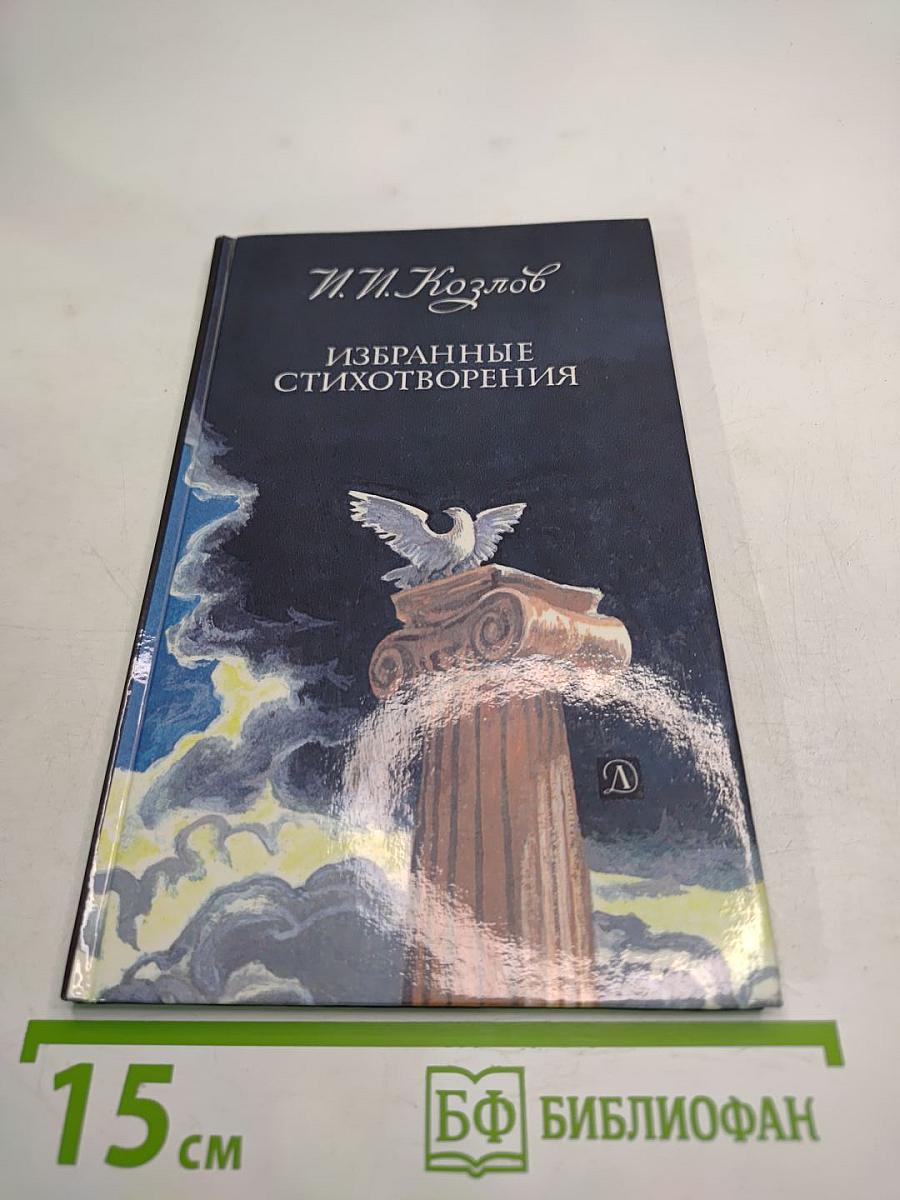 И. И. Козлов
ИЗБРАННЫЕ
СТИХОТВОРЕНИЯ
Д
15 см
БФ БИБЛИОФАН